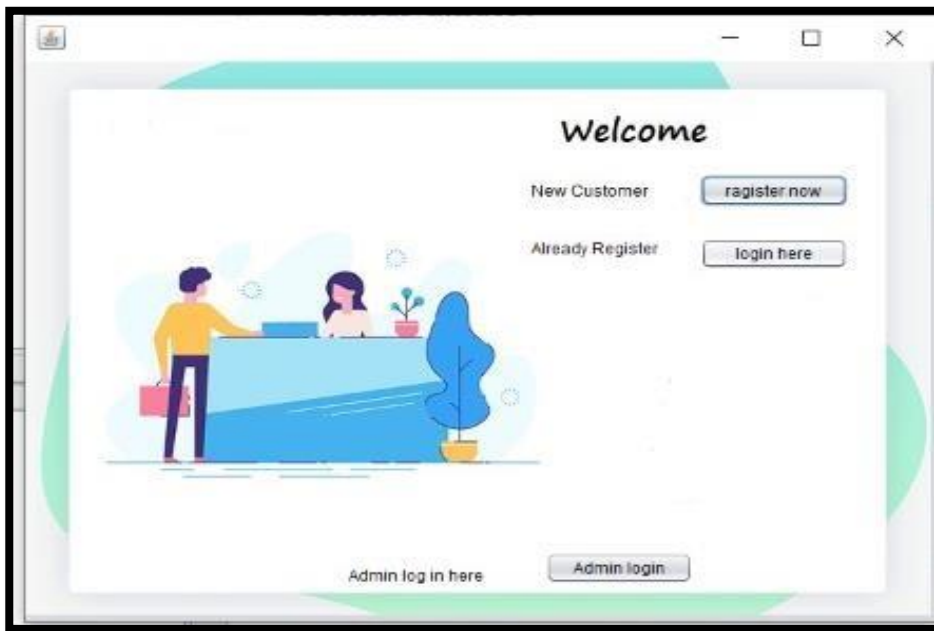 Welcome
New Customer ragister now
Already Register login here
Admin log in here Admin login